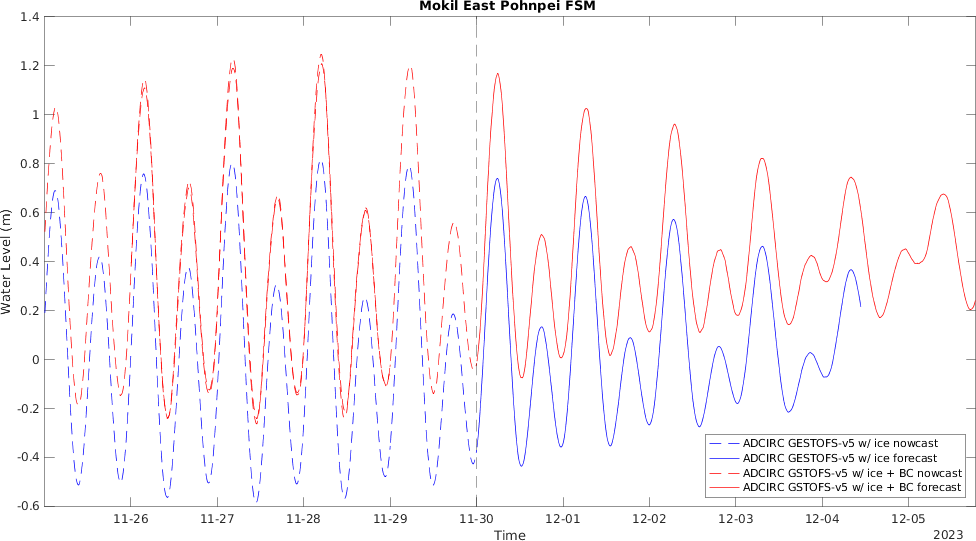 Mokil East Pohnpei FSM
Water Level (m)
1.4
1.2
1
0.8
0.6
0.4
0.2
0
-0.2
-0.4
-0.6
ADCIRC GESTOFS-v5 w/ ice nowcast
ADCIRC GESTOFS-v5 w/ ice forecast
ADCIRC GSTOFS-v5 w/ ice + BC nowcast
ADCIRC GSTOFS-v5 w/ ice + BC forecast
11-26 11-27 11-28 11-29 11-30 12-01 12-02 12-03 12-04 12-05
Time
2023